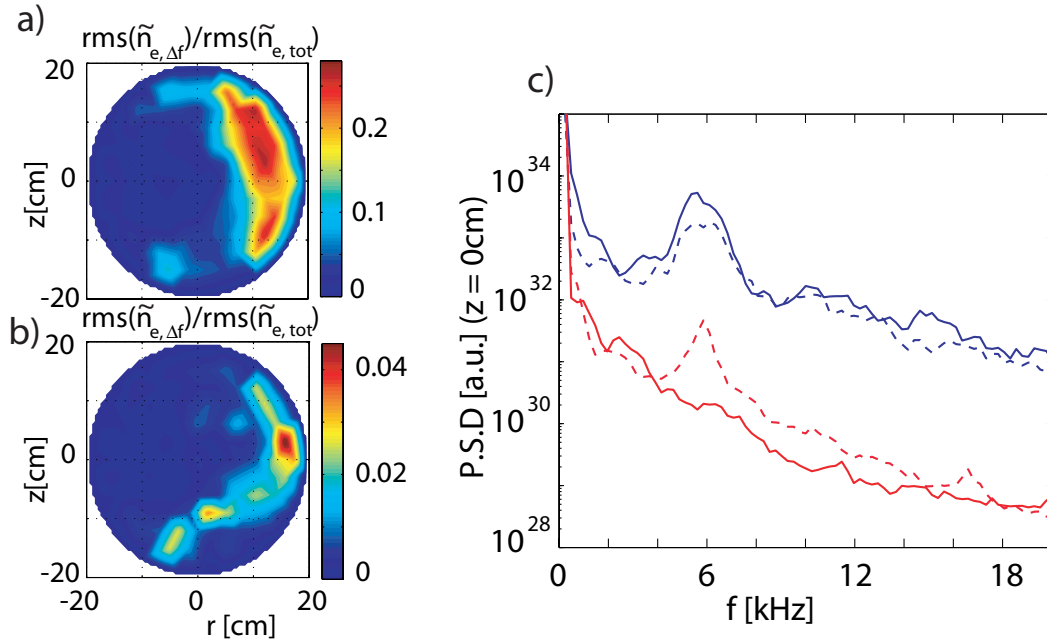 a)
rms(ñe,Δf)/rms(ñe,tot)
20
0
-20
z[cm]
0.2
0.1
0
b)
rms(ñe,Δf)/rms(ñe,tot)
20
0
-20
z[cm]
-20 0 20
r [cm]
0.04
0.02
0
c)
P.S.D [a.u.] (z = 0cm)
10^34
10^32
10^30
10^28
0 6 12 18
f [kHz]